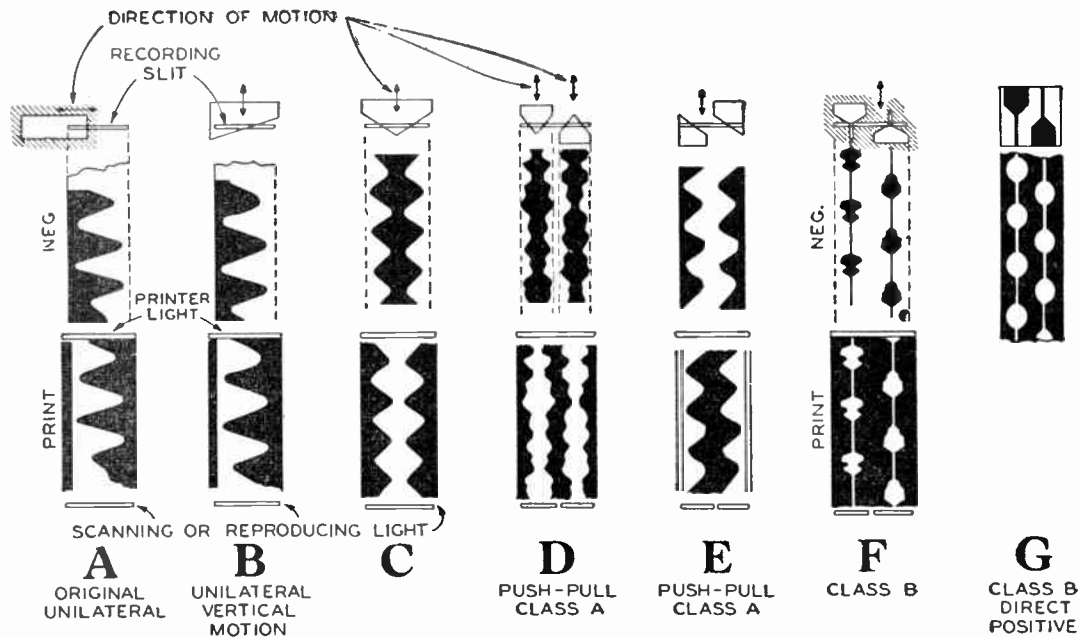 DIRECTION OF MOTION
RECORDING
SLIT
NEG
NEG.
PRINTER
LIGHT
PRINT
PRINT
SCANNING OR REPRODUCING LIGHT
A
ORIGINAL
UNILATERAL
B
UNILATERAL
VERTICAL
MOTION
C
D
PUSH-PULL
CLASS A
E
PUSH-PULL
CLASS A
F
CLASS B
G
CLASS B
DIRECT
POSITIVE